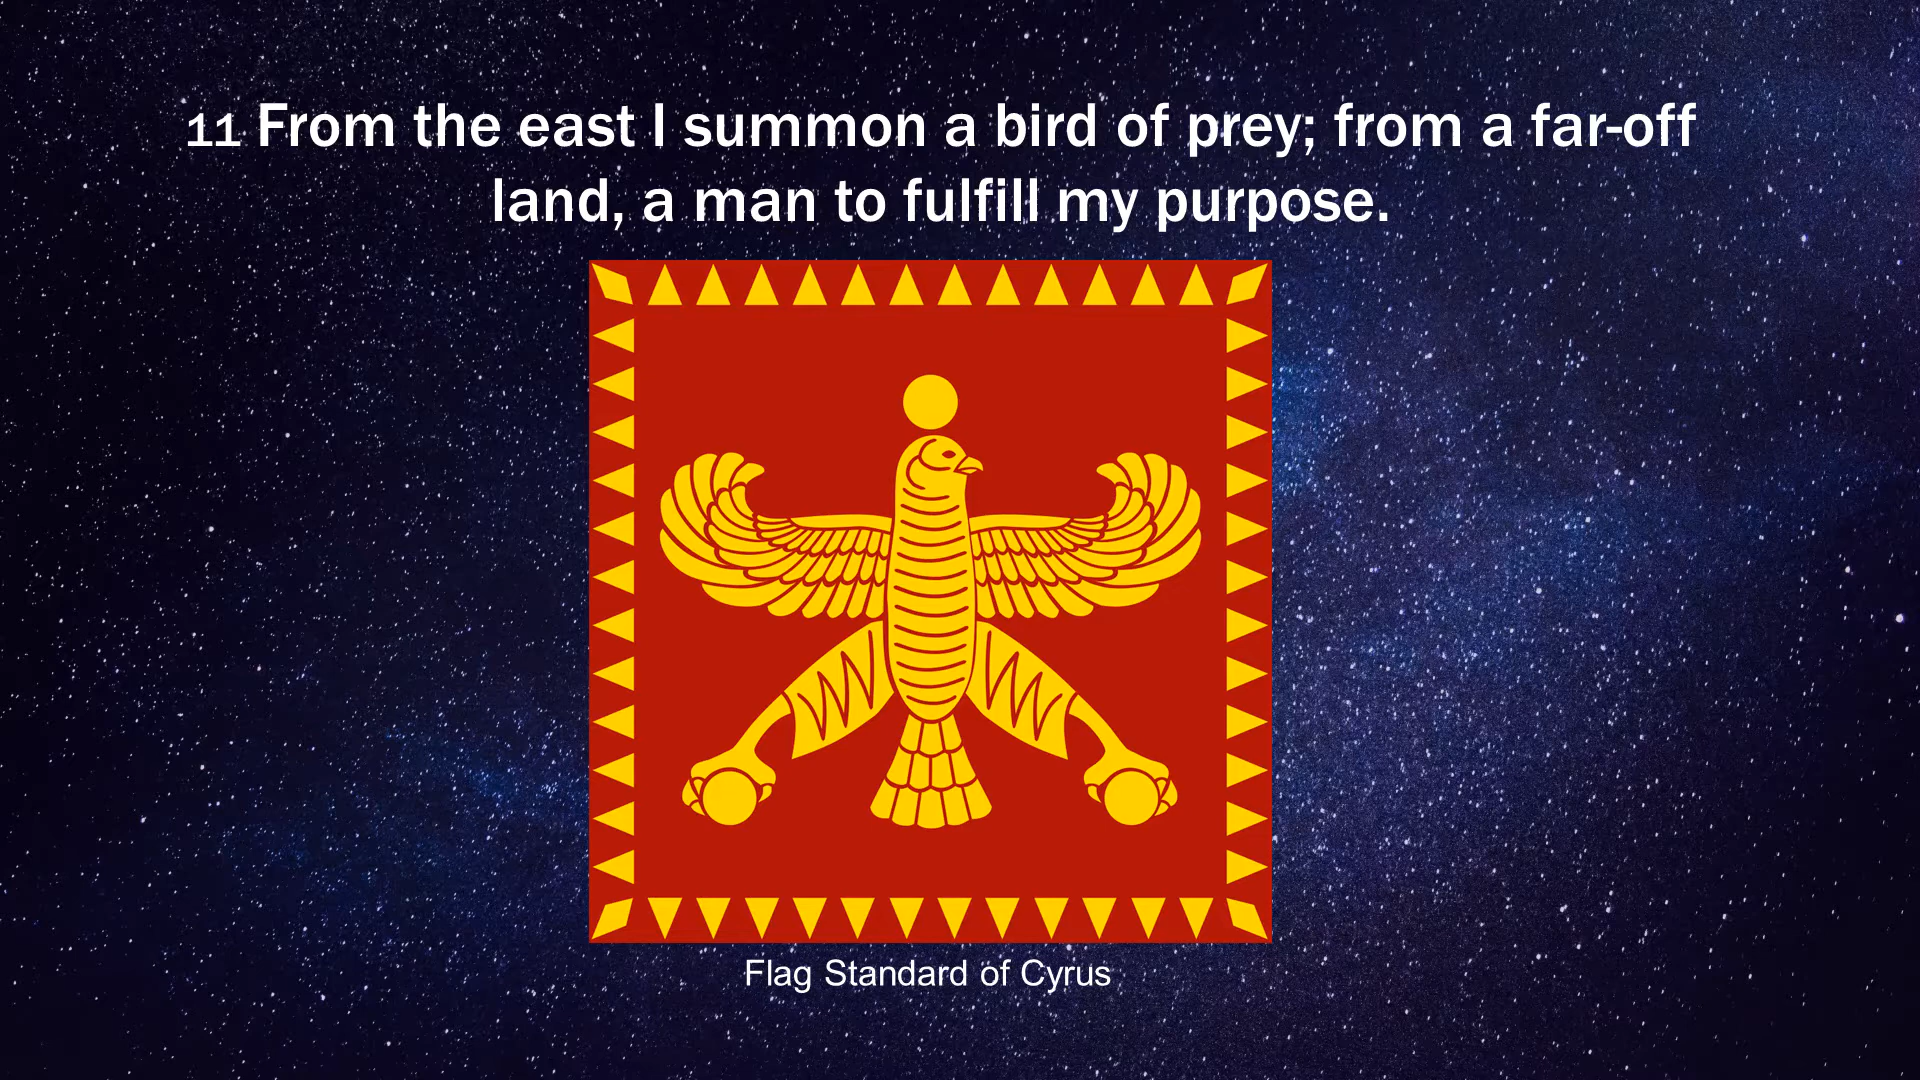 11 From the east I summon a bird of prey; from a far-off
land, a man to fulfill my purpose.
Flag Standard of Cyrus